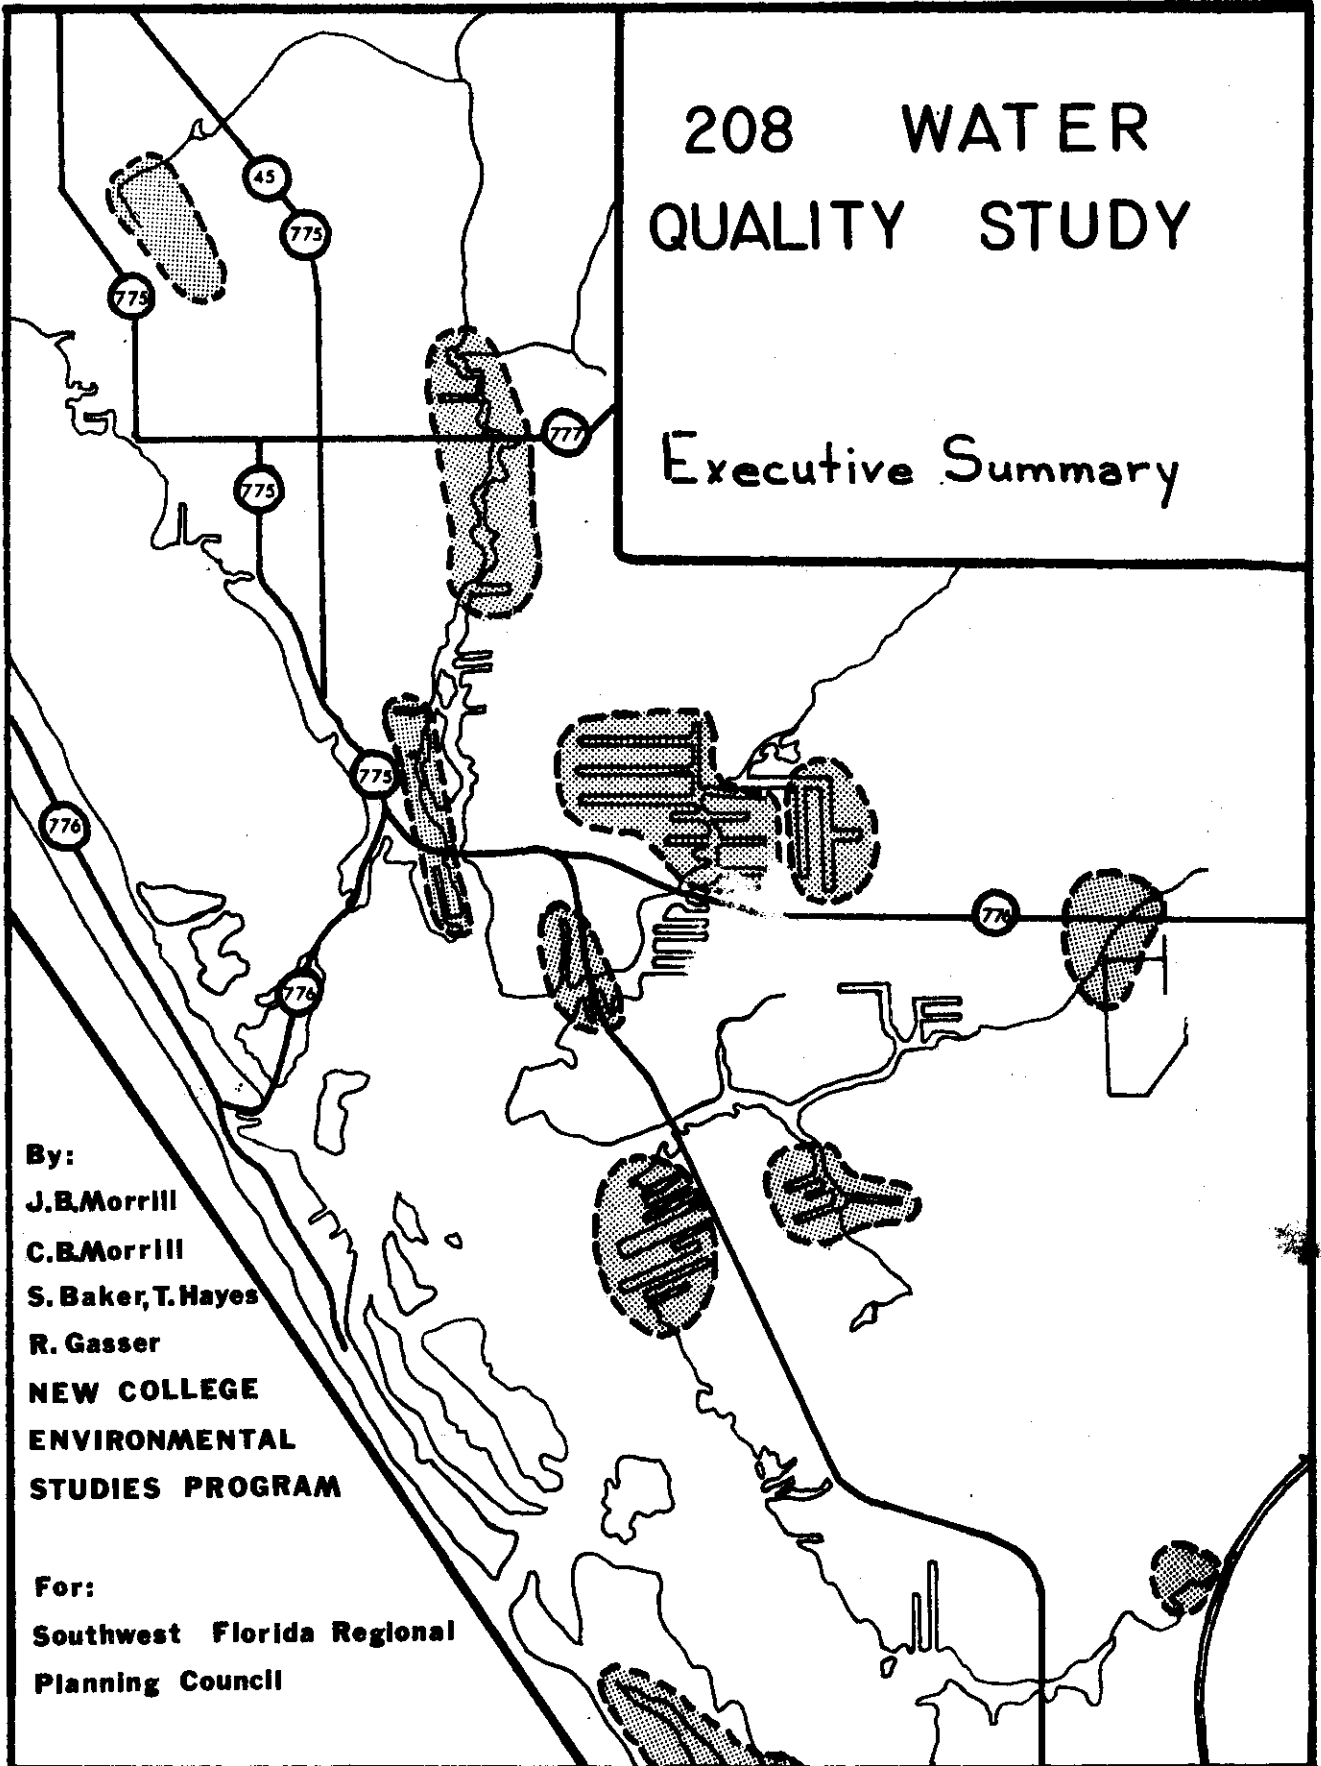 208 WATER
QUALITY STUDY
Executive Summary
45
775
775
777
775
775
776
776
776
By:
J.B.Morrill
C.B.Morrill
S. Baker, T. Hayes
R. Gasser
NEW COLLEGE
ENVIRONMENTAL
STUDIES PROGRAM
For:
Southwest Florida Regional
Planning Council